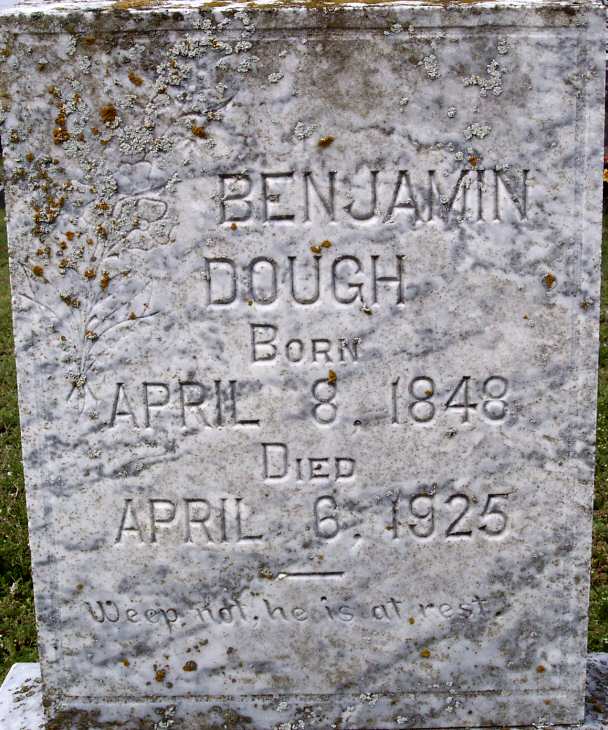 BENJAMIN
DOUGH
BORN
APRIL 8, 1848
DIED
APRIL 6, 1925
Weep not, he is at rest.